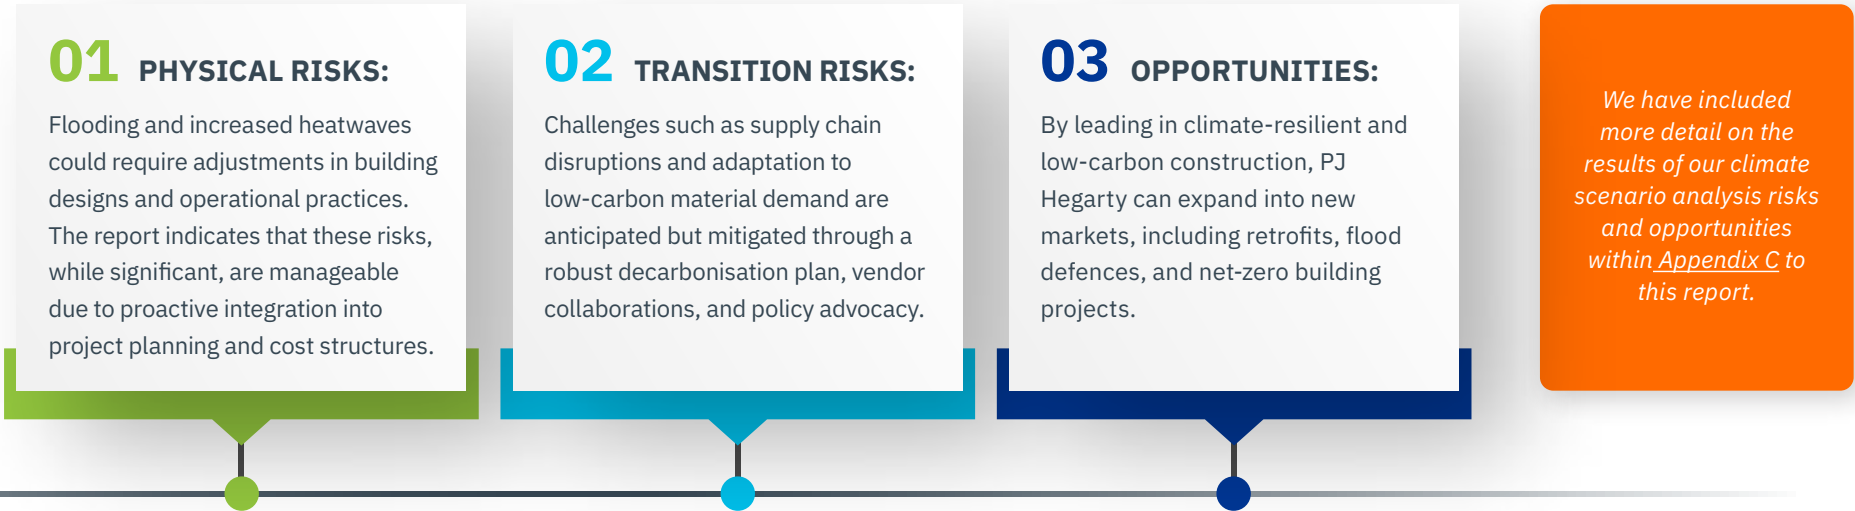 01 PHYSICAL RISKS:
Flooding and increased heatwaves
could require adjustments in building
designs and operational practices.
The report indicates that these risks,
while significant, are manageable
due to proactive integration into
project planning and cost structures.
02 TRANSITION RISKS:
Challenges such as supply chain
disruptions and adaptation to
low-carbon material demand are
anticipated but mitigated through a
robust decarbonisation plan, vendor
collaborations, and policy advocacy.
03 OPPORTUNITIES:
By leading in climate-resilient and
low-carbon construction, PJ
Hegarty can expand into new
markets, including retrofits, flood
defences, and net-zero building
projects.
We have included
more detail on the
results of our climate
scenario analysis risks
and opportunities
within Appendix C to
this report.